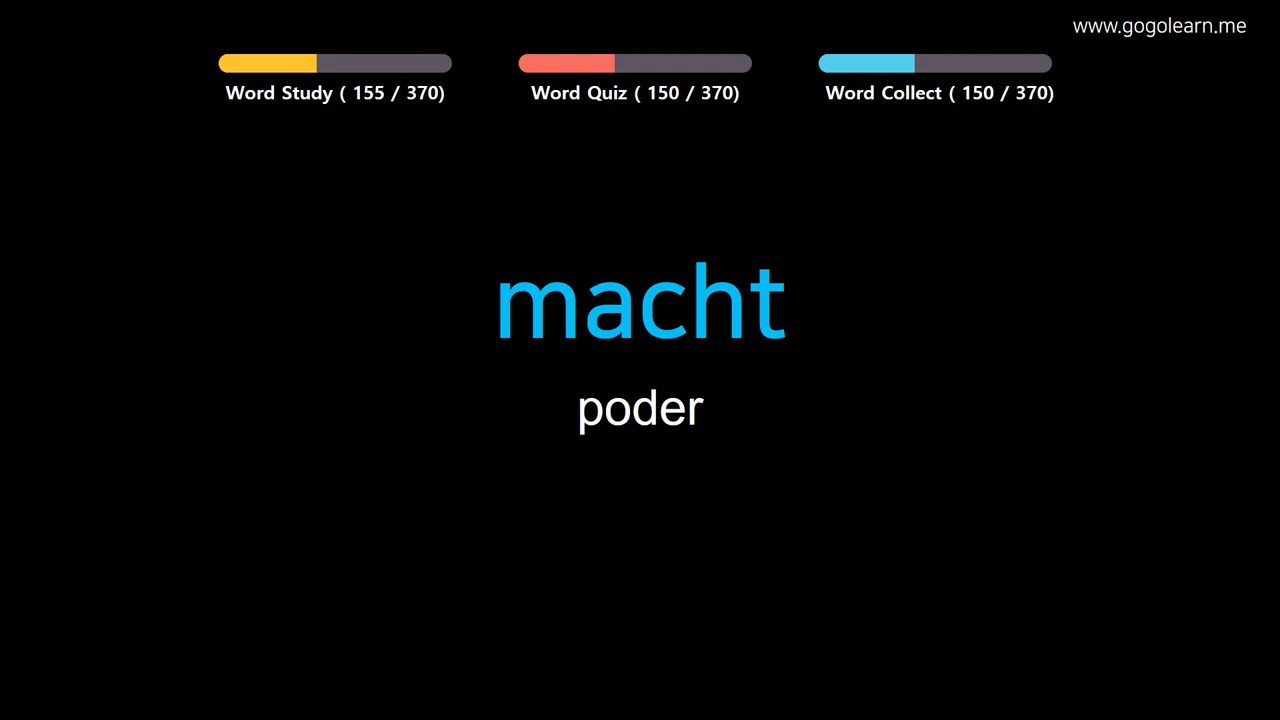 www.gogolearn.me
Word Study ( 155 / 370)
Word Quiz ( 150 / 370)
Word Collect ( 150 / 370)
macht
poder